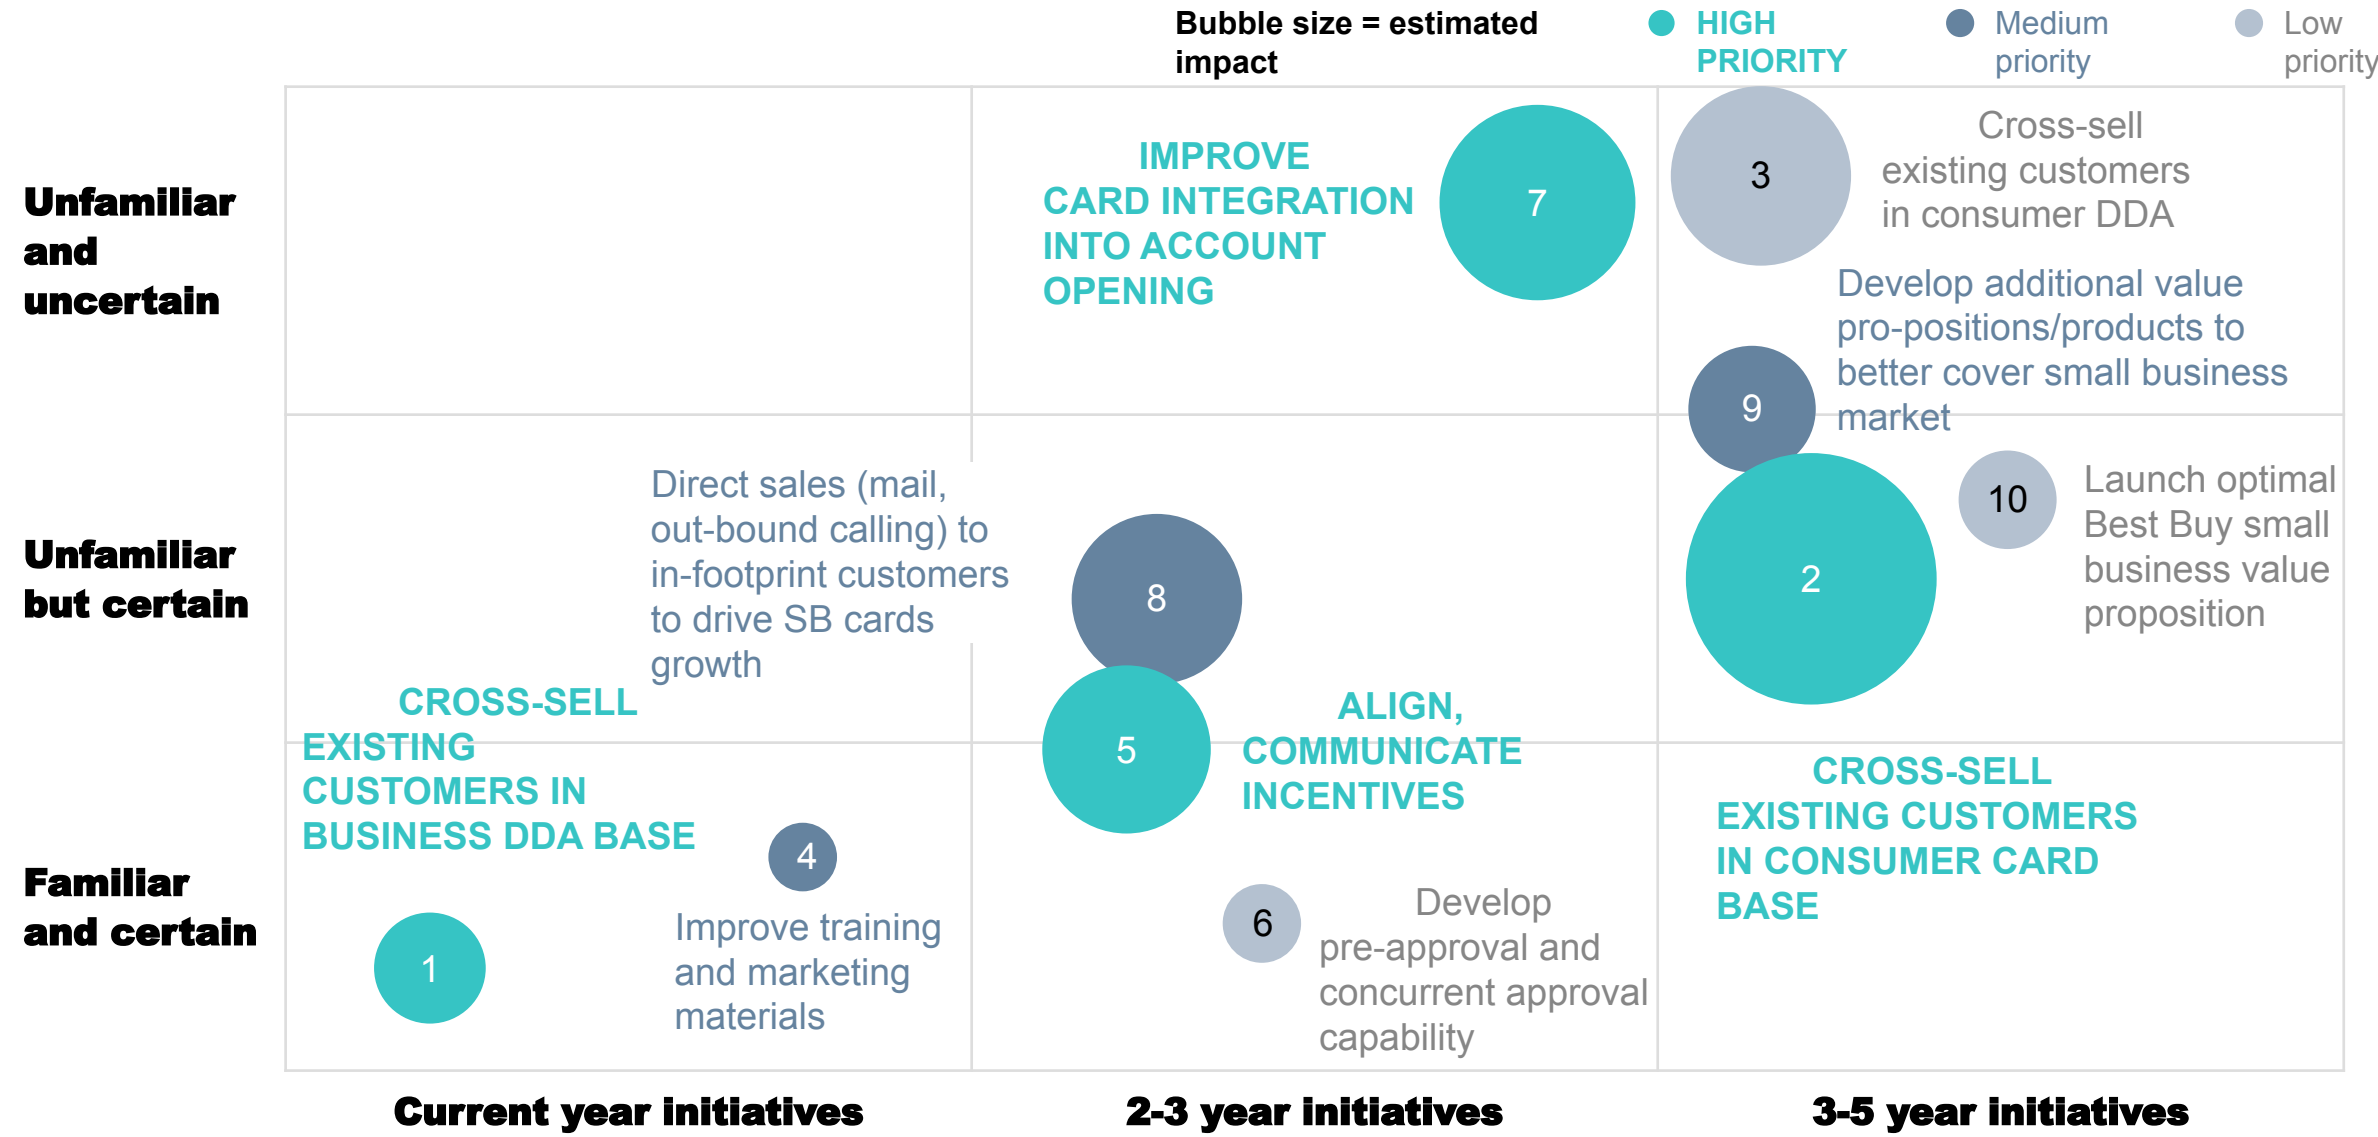 Bubble size = estimated
impact
HIGH
PRIORITY
Medium
priority
Low
priority
Unfamiliar
and
uncertain
IMPROVE
CARD INTEGRATION
INTO ACCOUNT
OPENING
7
3
Cross-sell
existing customers
in consumer DDA
Develop additional value
pro-positions/products to
better cover small business
market
9
Unfamiliar
but certain
Direct sales (mail,
out-bound calling) to
in-footprint customers
to drive SB cards
growth
8
2
10
Launch optimal
Best Buy small
business value
proposition
CROSS-SELL
EXISTING
CUSTOMERS IN
BUSINESS DDA BASE
5
ALIGN,
COMMUNICATE
INCENTIVES
CROSS-SELL
EXISTING CUSTOMERS
IN CONSUMER CARD
BASE
Familiar
and certain
1
4
Improve training
and marketing
materials
6
Develop
pre-approval and
concurrent approval
capability
Current year initiatives
2-3 year initiatives
3-5 year initiatives